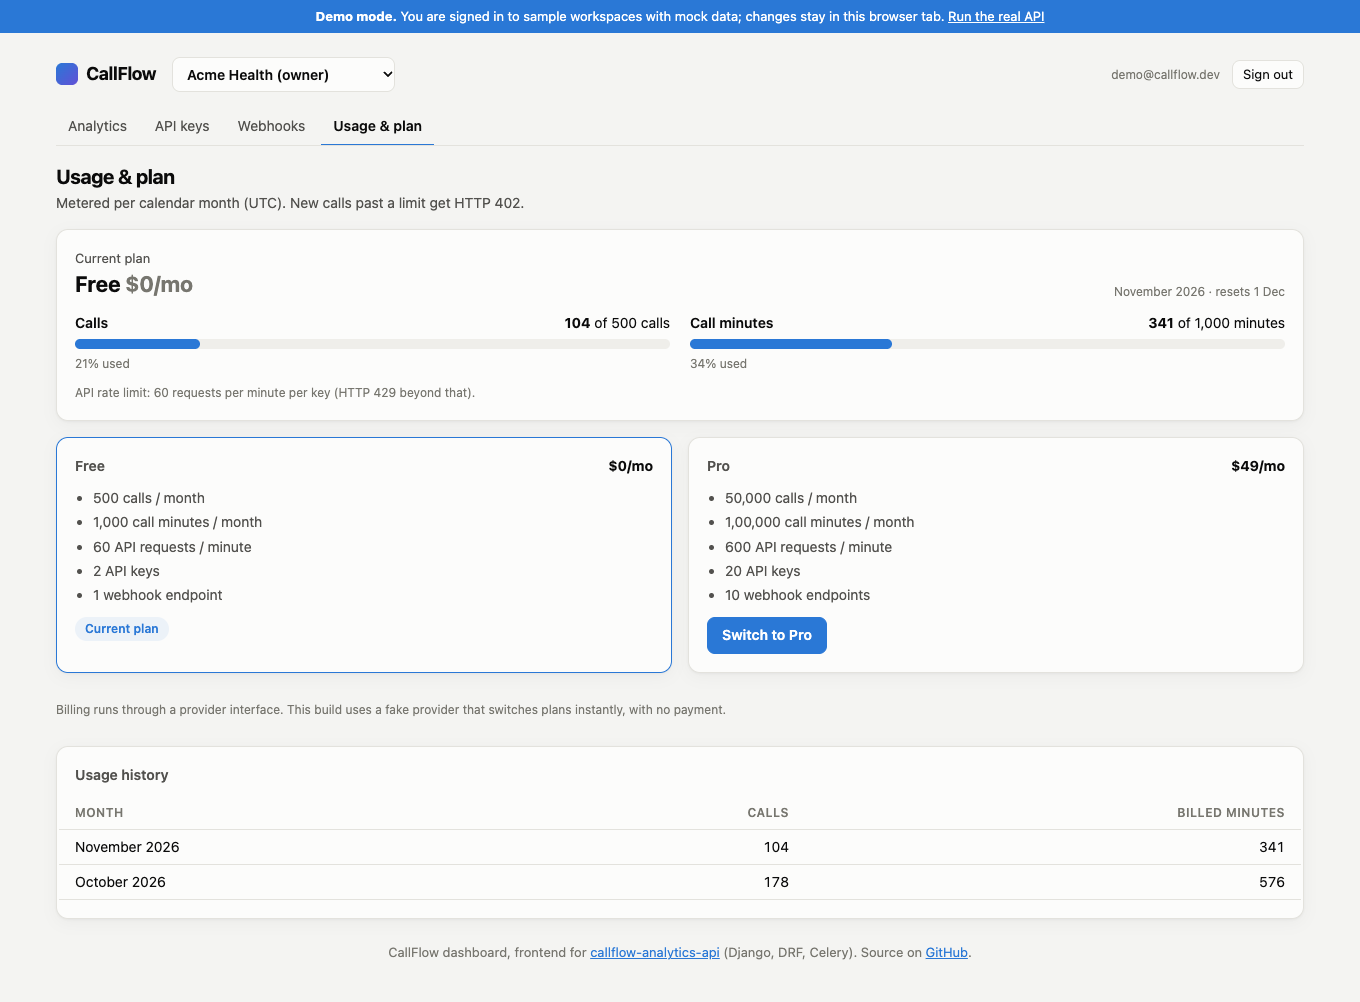 Demo mode. You are signed in to sample workspaces with mock data; changes stay in this browser tab. Run the real API
CallFlow
Acme Health (owner)
demo@callflow.dev
Sign out
Analytics
API keys
Webhooks
Usage & plan
Usage & plan
Metered per calendar month (UTC). New calls past a limit get HTTP 402.
Current plan
Free $0/mo
November 2026 · resets 1 Dec
Calls
104 of 500 calls
21% used
Call minutes
341 of 1,000 minutes
34% used
API rate limit: 60 requests per minute per key (HTTP 429 beyond that).
Free
$0/mo
500 calls / month
1,000 call minutes / month
60 API requests / minute
2 API keys
1 webhook endpoint
Current plan
Pro
$49/mo
50,000 calls / month
1,00,000 call minutes / month
600 API requests / minute
20 API keys
10 webhook endpoints
Switch to Pro
Billing runs through a provider interface. This build uses a fake provider that switches plans instantly, with no payment.
Usage history
MONTH CALLS BILLED MINUTES
November 2026 104 341
October 2026 178 576
CallFlow dashboard, frontend for callflow-analytics-api (Django, DRF, Celery). Source on GitHub.